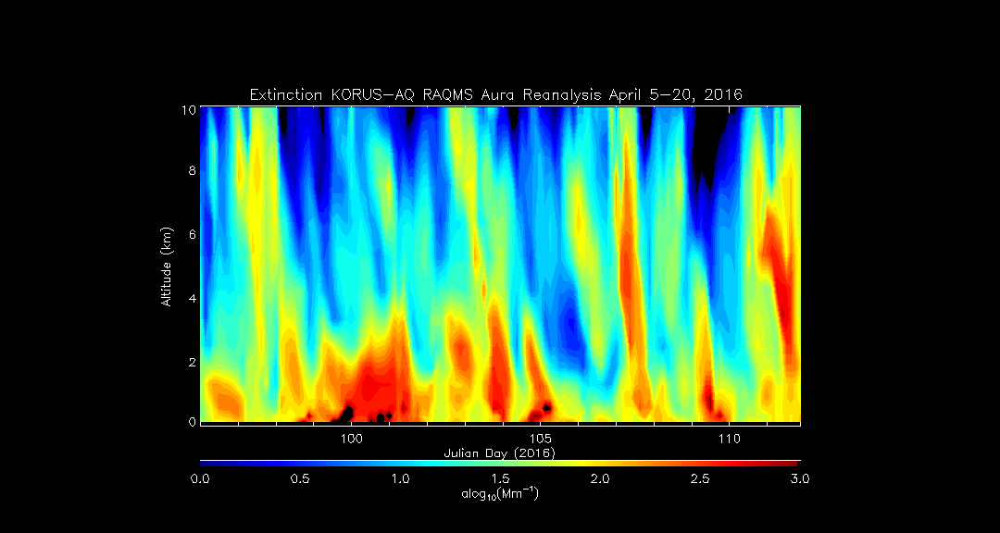 Extinction KORUS-AQ RAQMS Aura Reanalysis April 5-20, 2016
10
8
6
4
2
0
Altitude (km)
100 105 110
Julian Day (2016)
0.0 0.5 1.0 1.5 2.0 2.5 3.0
alog₁₀(Mm⁻¹)